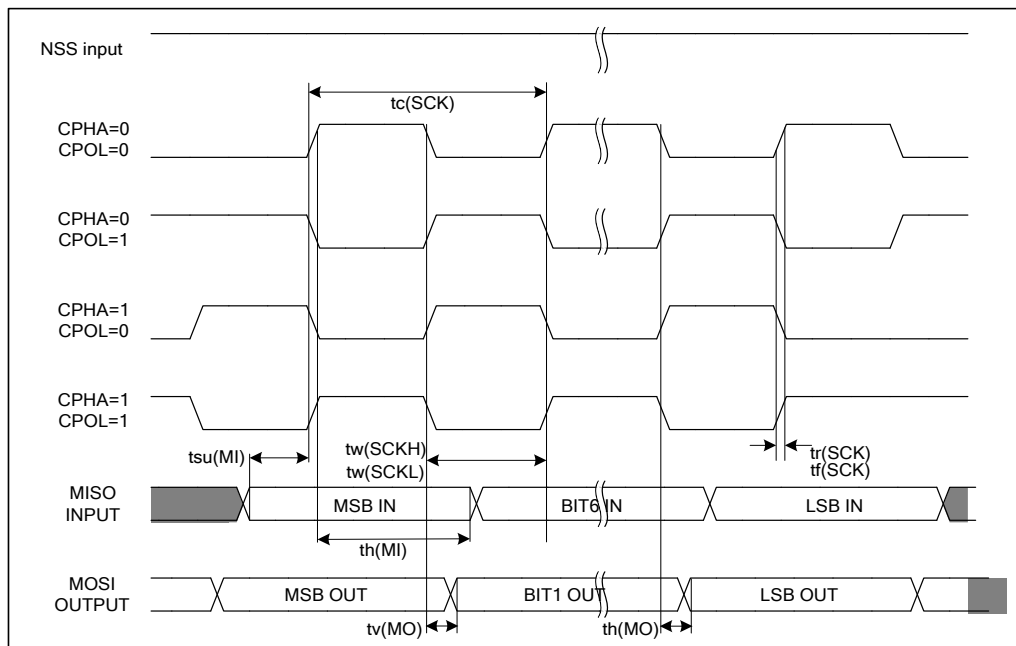 NSS input
tc(SCK)
CPHA=0
CPOL=0
CPHA=0
CPOL=1
CPHA=1
CPOL=0
CPHA=1
CPOL=1
tsu(MI)
tw(SCKH)
tw(SCKL)
tr(SCK)
tf(SCK)
MISO
INPUT
MSB IN
BIT6 IN
LSB IN
th(MI)
MOSI
OUTPUT
MSB OUT
BIT1 OUT
LSB OUT
tv(MO)
th(MO)